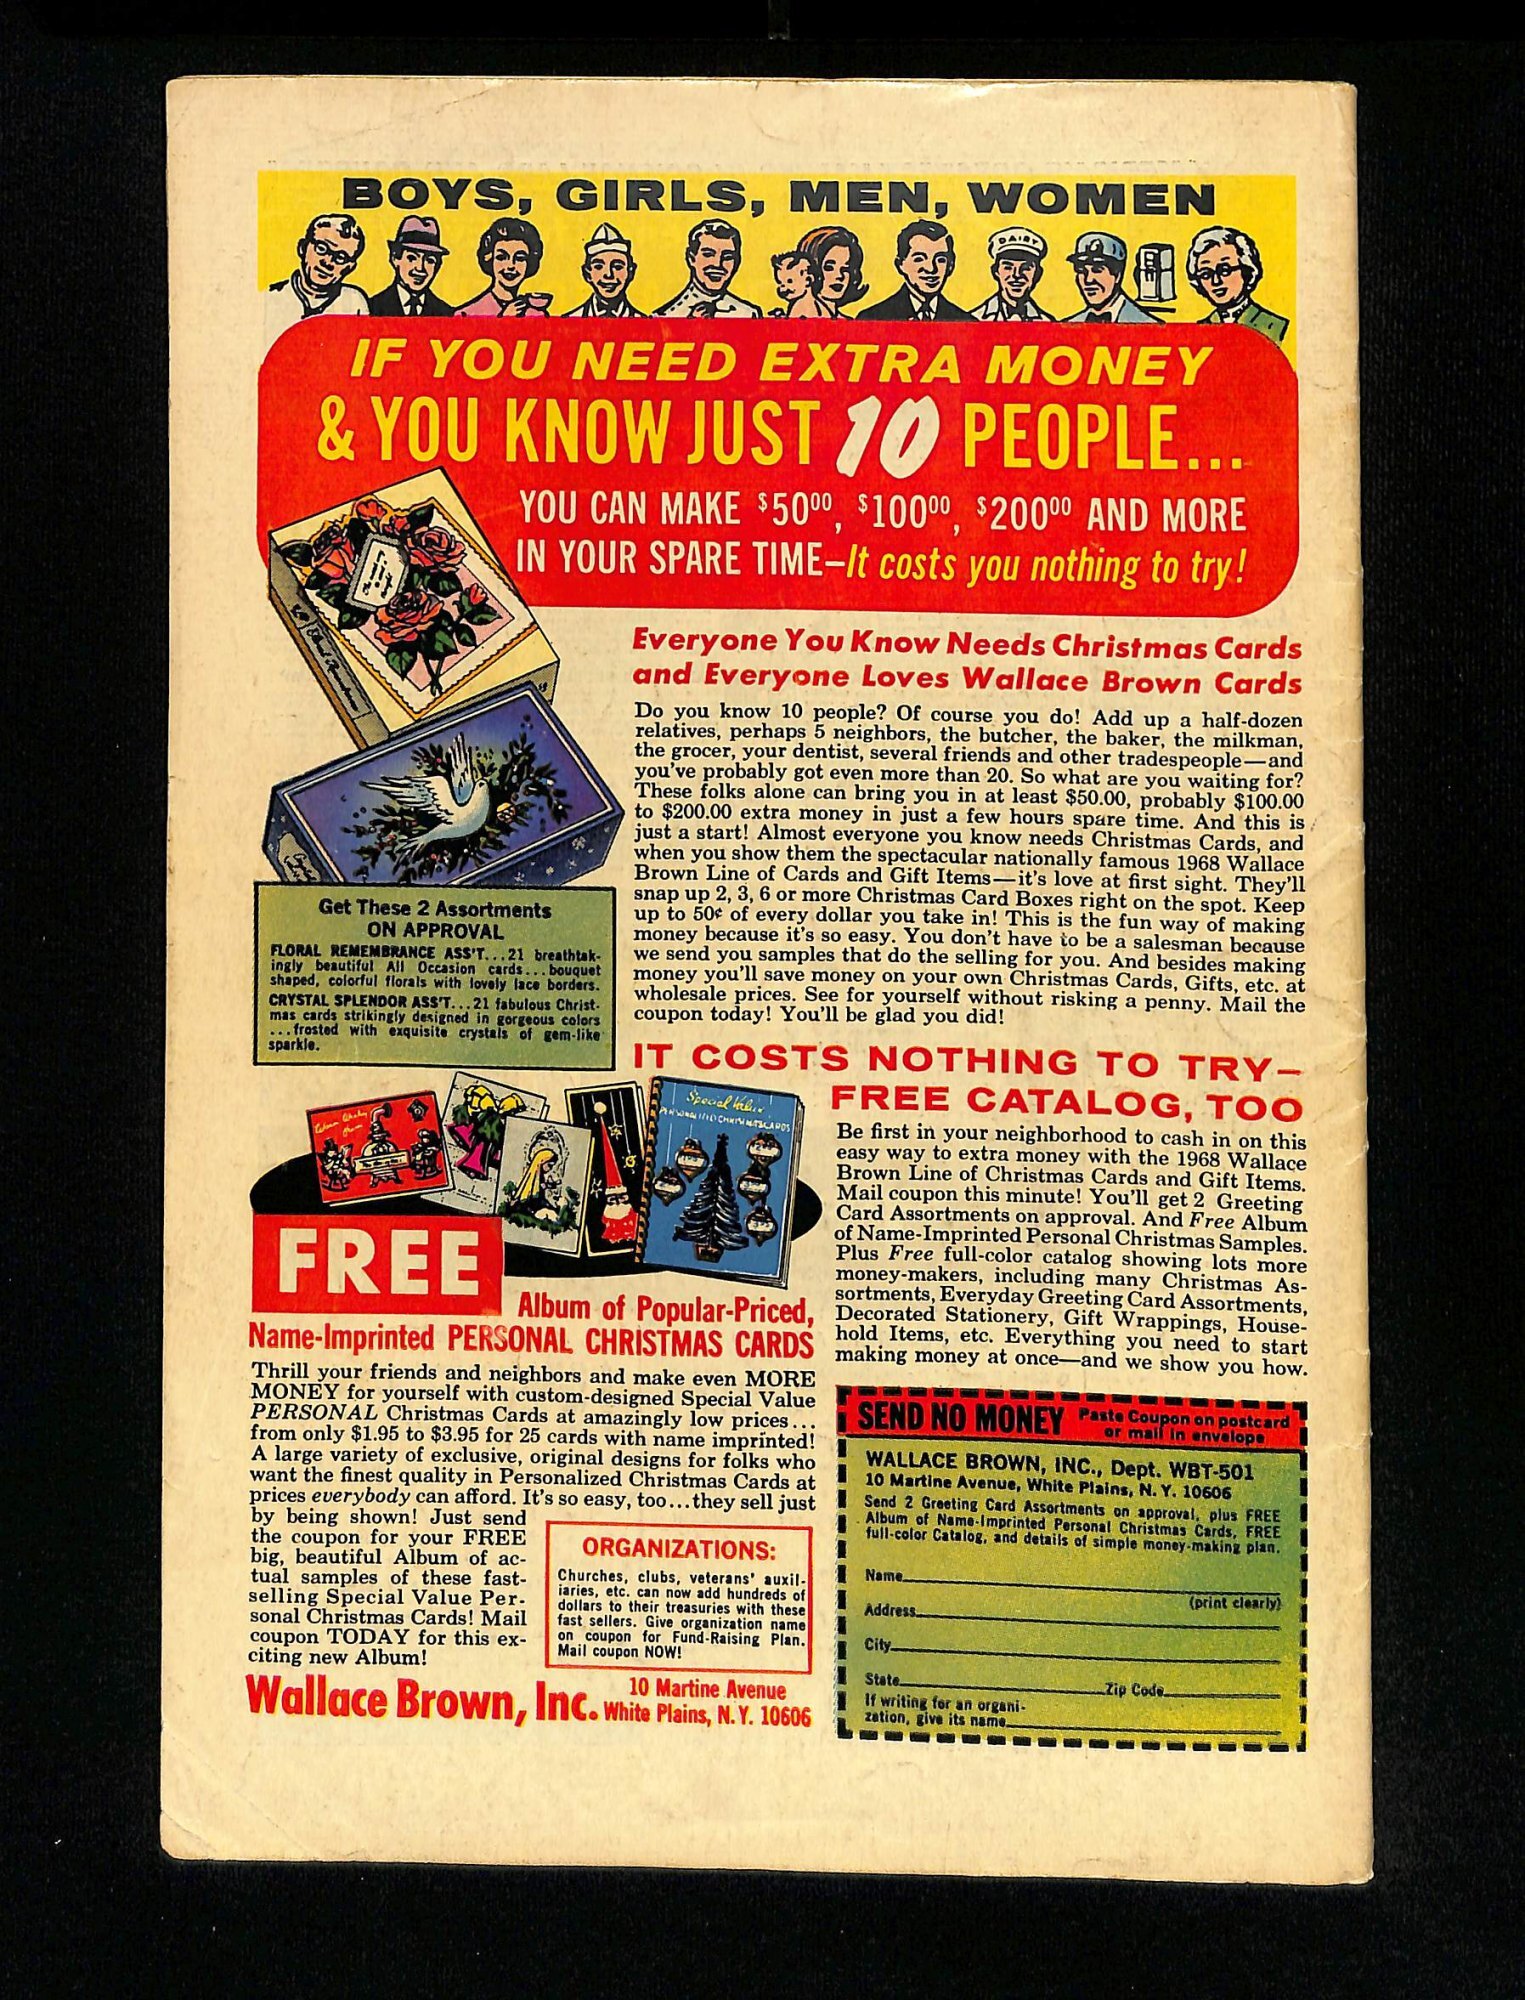 BOYS, GIRLS, MEN, WOMEN
DAIRY
IF YOU NEED EXTRA MONEY
& YOU KNOW JUST 10 PEOPLE...
YOU CAN MAKE $50⁰⁰, $100⁰⁰, $200⁰⁰ AND MORE
IN YOUR SPARE TIME—It costs you nothing to try!
Everyone You Know Needs Christmas Cards
and Everyone Loves Wallace Brown Cards
Do you know 10 people? Of course you do! Add up a half-dozen
relatives, perhaps 5 neighbors, the butcher, the baker, the milkman,
the grocer, your dentist, several friends and other tradespeople—and
you've probably got even more than 20. So what are you waiting for?
These folks alone can bring you in at least $50.00, probably $100.00
to $200.00 extra money in just a few hours spare time. And this is
just a start! Almost everyone you know needs Christmas Cards, and
when you show them the spectacular nationally famous 1968 Wallace
Brown Line of Cards and Gift Items—it's love at first sight. They'll
snap up 2, 3, 6 or more Christmas Card Boxes right on the spot. Keep
up to 50¢ of every dollar you take in! This is the fun way of making
money because it's so easy. You don't have to be a salesman because
we send you samples that do the selling for you. And besides making
money you'll save money on your own Christmas Cards, Gifts, etc. at
wholesale prices. See for yourself without risking a penny. Mail the
coupon today! You'll be glad you did!
Get These 2 Assortments
ON APPROVAL
FLORAL REMEMBRANCE ASS'T...21 breathtak-
ingly beautiful All Occasion cards...bouquet
shaped, colorful florals with lovely lace borders.
CRYSTAL SPLENDOR ASS'T...21 fabulous Christ-
mas cards strikingly designed in gorgeous colors
...frosted with exquisite crystals of gem-like
sparkle.
IT COSTS NOTHING TO TRY—
FREE CATALOG, TOO
Be first in your neighborhood to cash in on this
easy way to extra money with the 1968 Wallace
Brown Line of Christmas Cards and Gift Items.
Mail coupon this minute! You'll get 2 Greeting
Card Assortments on approval. And Free Album
of Name-Imprinted Personal Christmas Samples.
Plus Free full-color catalog showing lots more
money-makers, including many Christmas As-
sortments, Everyday Greeting Card Assortments,
Decorated Stationery, Gift Wrappings, House-
hold Items, etc. Everything you need to start
making money at once—and we show you how.
Special Value
PERSONALIZED CHRISTMAS CARDS
FREE
Album of Popular-Priced,
Name-Imprinted PERSONAL CHRISTMAS CARDS
Thrill your friends and neighbors and make even MORE
MONEY for yourself with custom-designed Special Value
PERSONAL Christmas Cards at amazingly low prices...
from only $1.95 to $3.95 for 25 cards with name imprinted!
A large variety of exclusive, original designs for folks who
want the finest quality in Personalized Christmas Cards at
prices everybody can afford. It's so easy, too...they sell just
by being shown! Just send
the coupon for your FREE
big, beautiful Album of ac-
tual samples of these fast-
selling Special Value Per-
sonal Christmas Cards! Mail
coupon TODAY for this ex-
citing new Album!
ORGANIZATIONS:
Churches, clubs, veterans' auxil-
iaries, etc. can now add hundreds of
dollars to their treasuries with these
fast sellers. Give organization name
on coupon for Fund-Raising Plan.
Mail coupon NOW!
Wallace Brown, Inc. 10 Martine Avenue
White Plains, N.Y. 10606
SEND NO MONEY Paste Coupon on postcard
or mail in envelope
WALLACE BROWN, INC., Dept. WBT-501
10 Martine Avenue, White Plains, N. Y. 10606
Send 2 Greeting Card Assortments on approval, plus FREE
Album of Name-Imprinted Personal Christmas Cards, FREE
full-color Catalog, and details of simple money-making plan.
Name
(print clearly)
Address
City
State Zip Code
If writing for an organi-
zation, give its name